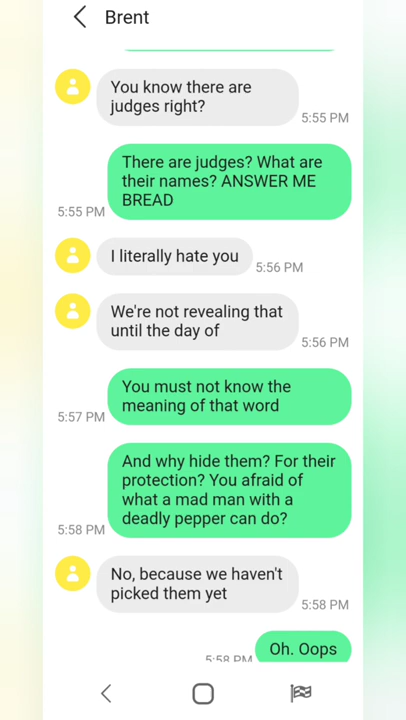 Brent
You know there are
judges right?
5:55 PM
There are judges? What are
their names? ANSWER ME
BREAD
5:55 PM
I literally hate you
5:56 PM
We're not revealing that
until the day of
5:56 PM
You must not know the
meaning of that word
5:57 PM
And why hide them? For their
protection? You afraid of
what a mad man with a
deadly pepper can do?
5:58 PM
No, because we haven't
picked them yet
5:58 PM
Oh. Oops
5:58 PM